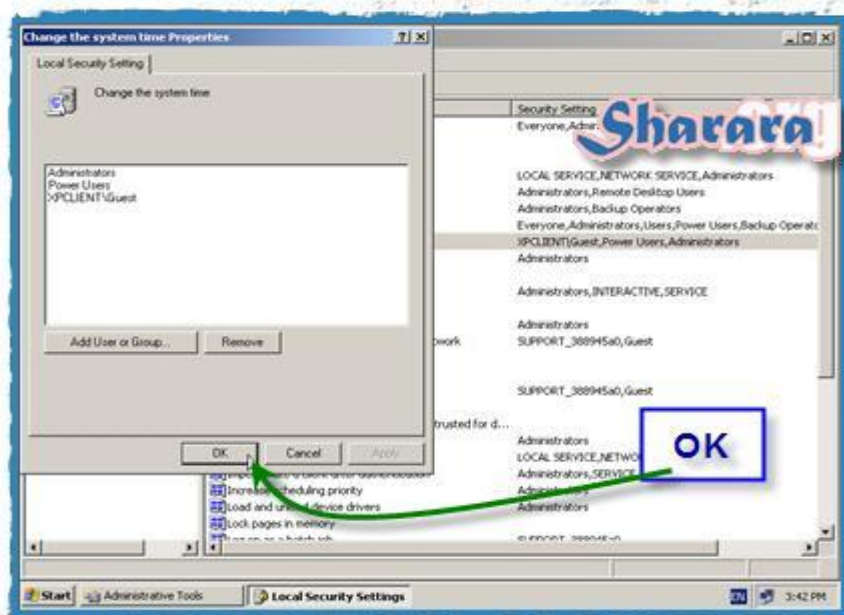 Change the system time Properties
Local Security Setting
Change the system time
Administrators
Power Users
XPCLIENT\Guest
Add User or Group...
Remove
OK
Cancel
Apply
Security Setting
Everyone,
Sharara
LOCAL SERVICE,NETWORK SERVICE,Administrators
Administrators,Remote Desktop Users
Administrators,Backup Operators
Everyone,Administrators,Users,Power Users,Backup
XPCLIENT\Guest,Power Users,Administrators
Administrators
Administrators,INTERACTIVE,SERVICE
Administrators
SUPPORT_388945a0,Guest
SUPPORT_388945a0,Guest
trusted for d...
Administrators
LOCAL SERVICE,
Administrators,SERVICE
Increase scheduling priority
Administrators
Load and unload device drivers
Administrators
Lock pages in memory
OK
Start
Administrative Tools
Local Security Settings
EN
3:42 PM